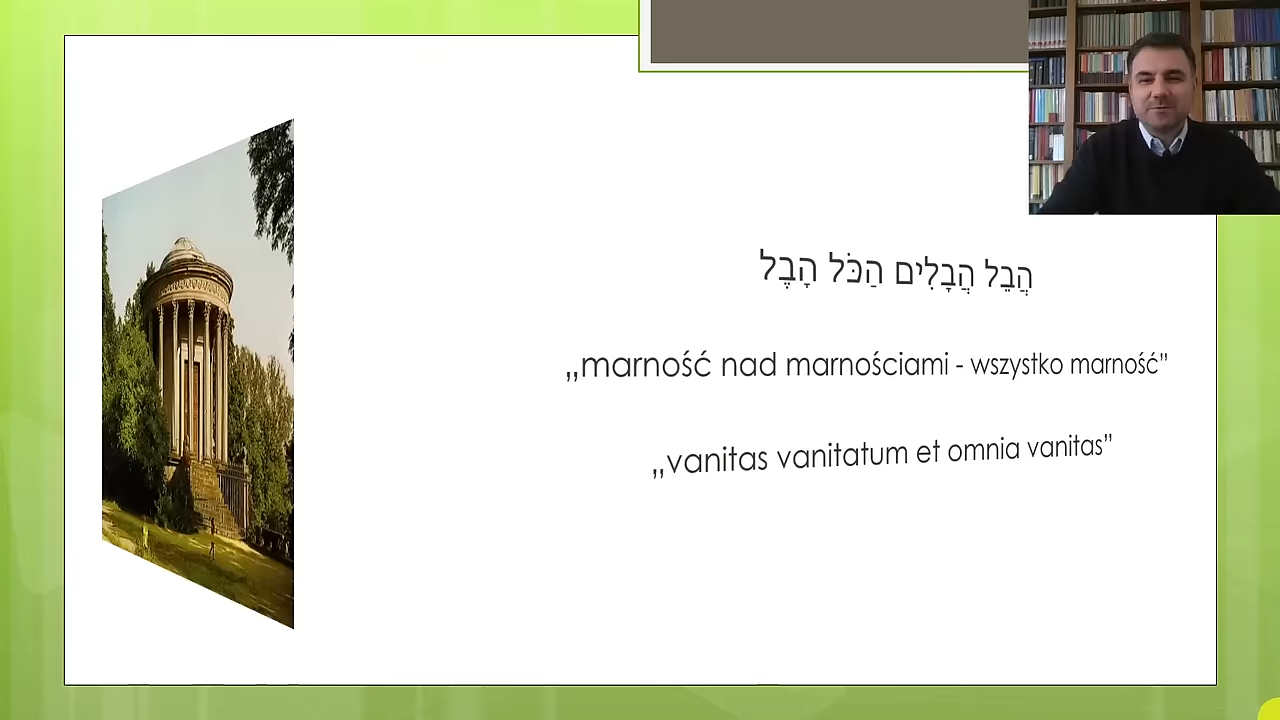 הֲבֵל הֲבָלִים הַכֹּל הָבֶל
„marność nad marnościami - wszystko marność”
„vanitas vanitatum et omnia vanitas”